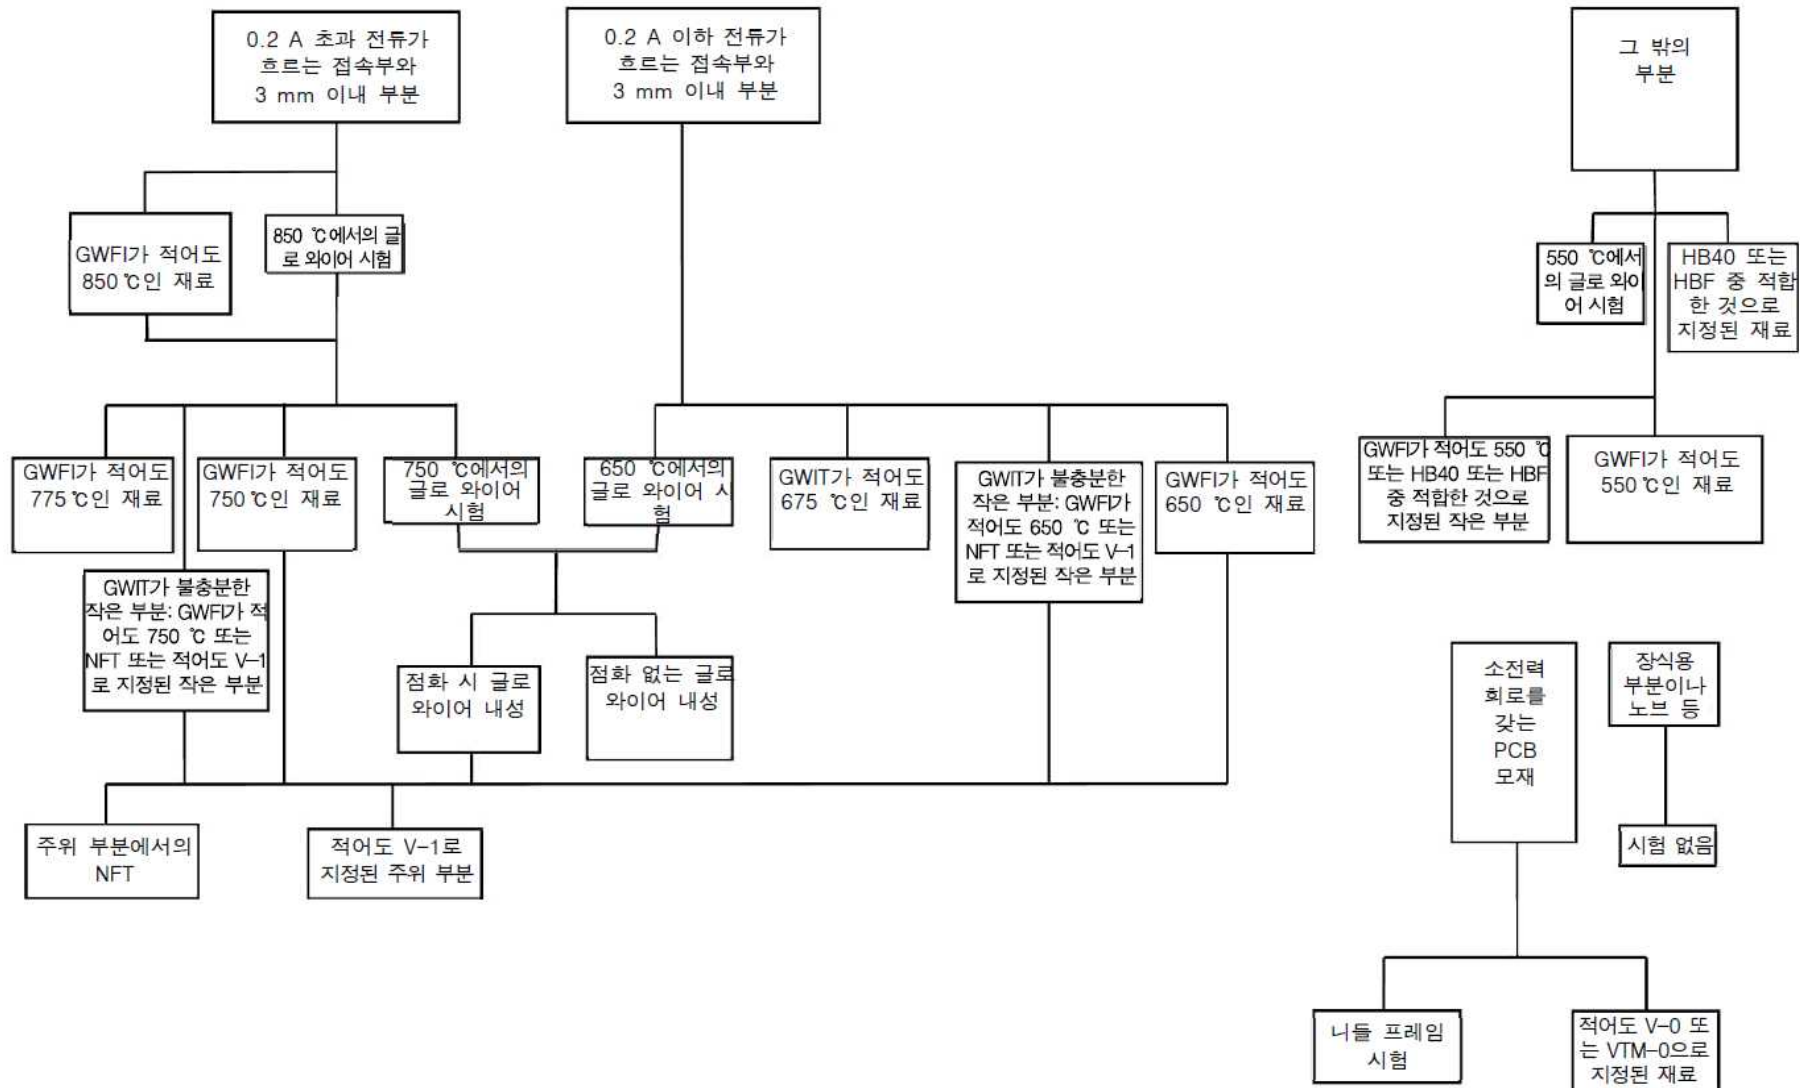 0.2 A 초과 전류가
흐르는 접속부와
3 mm 이내 부분
0.2 A 이하 전류가
흐르는 접속부와
3 mm 이내 부분
그 밖의
부분
GWFI가 적어도
850 ℃인 재료
850 ℃에서의 글
로 와이어 시험
550 ℃에서
의 글로 와이
어 시험
HB40 또는
HBF 중 적합
한 것으로
지정된 재료
GWFI가 적어도
775 ℃인 재료
GWFI가 적어도
750 ℃인 재료
750 ℃에서의
글로 와이어
시험
650 ℃에서의
글로 와이어 시
험
GWIT가 적어도
675 ℃인 재료
GWIT가 불충분한
작은 부분: GWFI가
적어도 650 ℃ 또는
NFT 또는 적어도 V-1
로 지정된 작은 부분
GWFI가 적어도
650 ℃인 재료
GWFI가 적어도 550 ℃
또는 HB40 또는 HBF
중 적합한 것으로
지정된 작은 부분
GWFI가 적어도
550 ℃인 재료
GWIT가 불충분한
작은 부분: GWFI가 적
어도 750 ℃ 또는
NFT 또는 적어도 V-1
로 지정된 작은 부분
점화 시 글로
와이어 내성
점화 없는 글로
와이어 내성
소전력
회로를
갖는
PCB
모재
장식용
부분이나
노브 등
주위 부분에서의
NFT
적어도 V-1로
지정된 주위 부분
시험 없음
니들 프레임
시험
적어도 V-0 또
는 VTM-0으로
지정된 재료